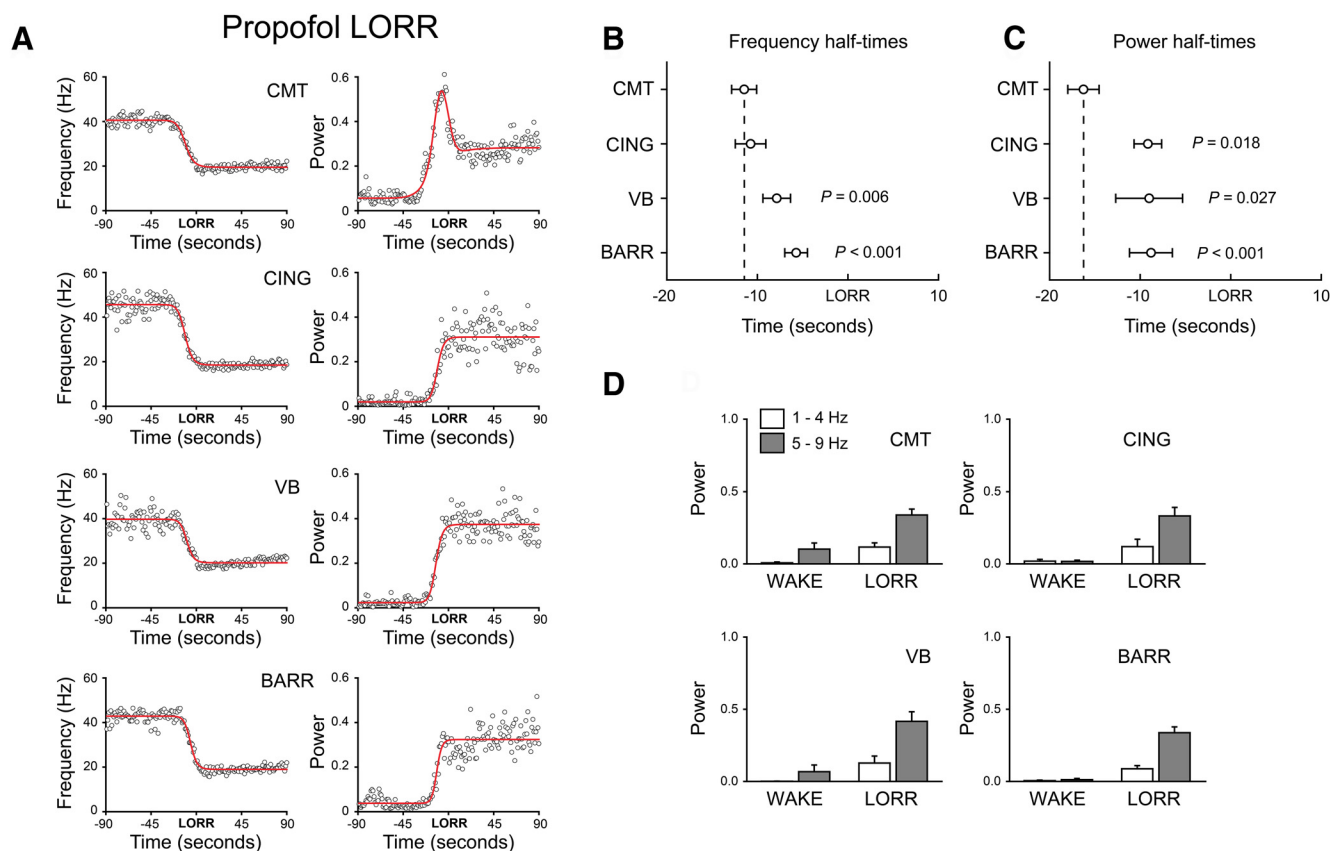 Propofol LORR
A
CMT
Frequency (Hz)
60
40
20
0
-90
-45
LORR
45
90
Time (seconds)
Power
0.6
0.4
0.2
0
-90
-45
LORR
45
90
Time (seconds)
CING
Frequency (Hz)
60
40
20
0
-90
-45
LORR
45
90
Time (seconds)
Power
0.6
0.4
0.2
0
-90
-45
LORR
45
90
Time (seconds)
VB
Frequency (Hz)
60
40
20
0
-90
-45
LORR
45
90
Time (seconds)
Power
0.6
0.4
0.2
0
-90
-45
LORR
45
90
Time (seconds)
BARR
Frequency (Hz)
60
40
20
0
-90
-45
LORR
45
90
Time (seconds)
Power
0.6
0.4
0.2
0
-90
-45
LORR
45
90
Time (seconds)
B
Frequency half-times
CMT
CING
VB
P = 0.006
BARR
P < 0.001
-20
-10
LORR
10
Time (seconds)
C
Power half-times
CMT
CING
P = 0.018
VB
P = 0.027
BARR
P < 0.001
-20
-10
LORR
10
Time (seconds)
D
D
1 - 4 Hz
5 - 9 Hz
CMT
Power
1.0
0.5
0.0
WAKE
LORR
CING
Power
1.0
0.5
0.0
WAKE
LORR
VB
Power
1.0
0.5
0.0
WAKE
LORR
BARR
Power
1.0
0.5
0.0
WAKE
LORR